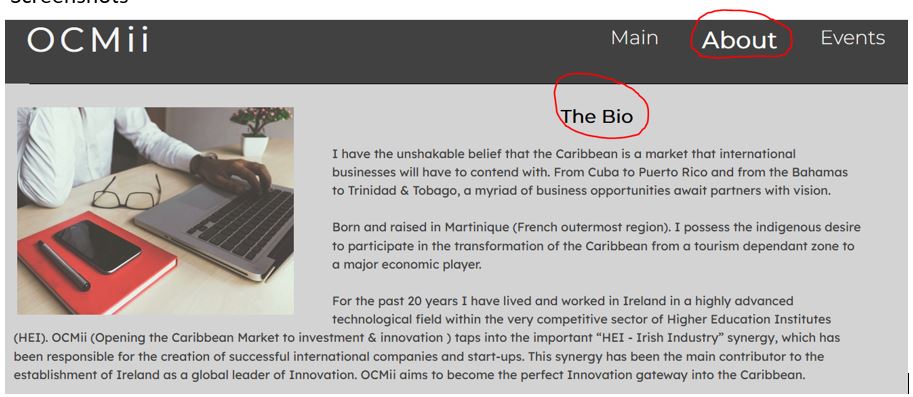 Screenshots
OCMii
Main About Events
The Bio
I have the unshakable belief that the Caribbean is a market that international
businesses will have to contend with. From Cuba to Puerto Rico and from the Bahamas
to Trinidad & Tobago, a myriad of business opportunities await partners with vision.
Born and raised in Martinique (French outermost region). I possess the indigenous desire
to participate in the transformation of the Caribbean from a tourism dependant zone to
a major economic player.
For the past 20 years I have lived and worked in Ireland in a highly advanced
technological field within the very competitive sector of Higher Education Institutes
(HEI). OCMii (Opening the Caribbean Market to investment & innovation ) taps into the important “HEI - Irish Industry” synergy, which has
been responsible for the creation of successful international companies and start-ups. This synergy has been the main contributor to the
establishment of Ireland as a global leader of Innovation. OCMii aims to become the perfect Innovation gateway into the Caribbean.